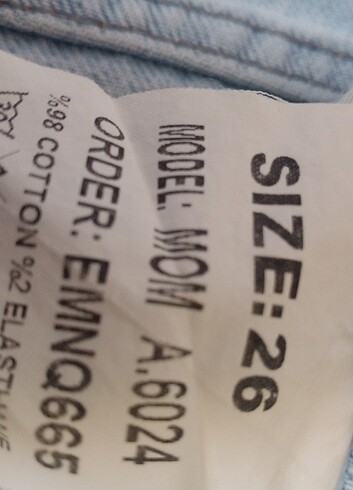 SIZE: 26
MODEL: MOM A.6024
ORDER: EMNQ665
%98 COTTON %2 ELASTANE